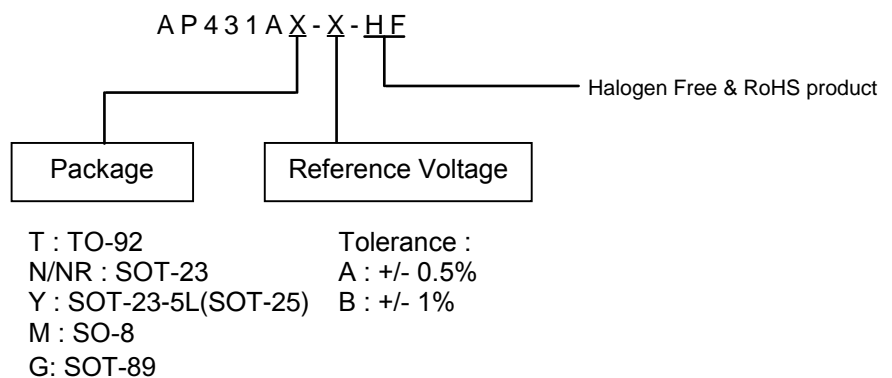 AP431AX-X-HF
Halogen Free & RoHS product
Package
Reference Voltage
T : TO-92
N/NR : SOT-23
Y : SOT-23-5L(SOT-25)
M : SO-8
G: SOT-89
Tolerance :
A : +/- 0.5%
B : +/- 1%